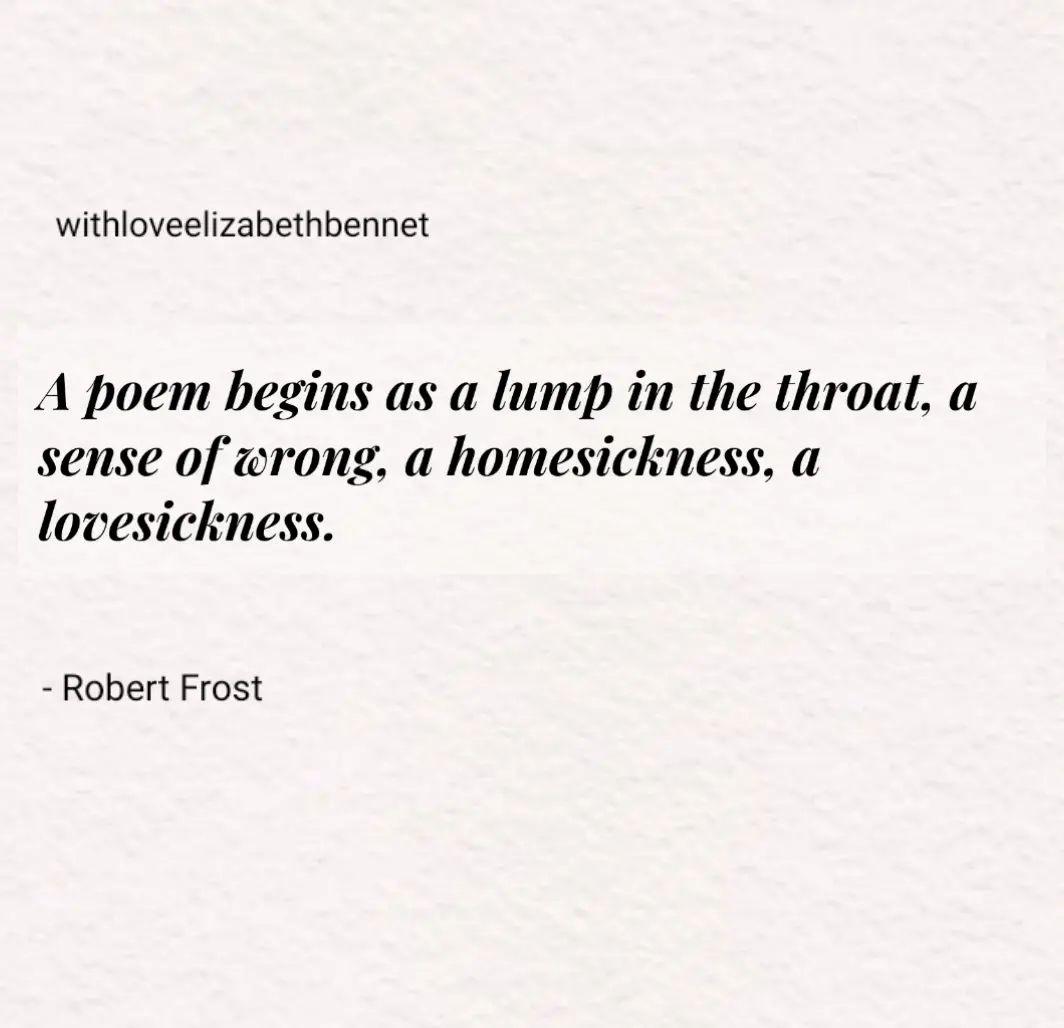 withloveelizabethbennet
A poem begins as a lump in the throat, a
sense of wrong, a homesickness, a
lovesickness.
- Robert Frost